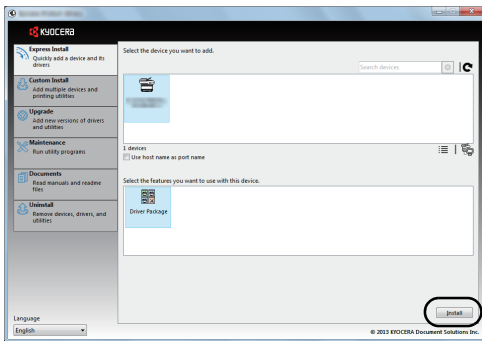 KYOCERA
Express Install
Quickly add a device and its
drivers
Custom Install
Add multiple devices and
printing utilities
Upgrade
Add new versions of drivers
and utilities
Maintenance
Run utility programs
Documents
Read manuals and readme
files
Uninstall
Remove devices, drivers, and
utilities
Language
English
Select the device you want to add.
Search devices
1 devices
Use host name as port name
Select the features you want to use with this device.
Driver Package
Install
© 2013 KYOCERA Document Solutions Inc.